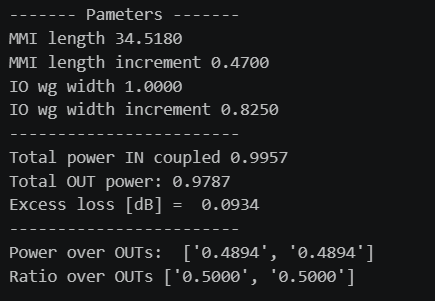 ------- Pameters -------
MMI length 34.5180
MMI length increment 0.4700
IO wg width 1.0000
IO wg width increment 0.8250
------------------------
Total power IN coupled 0.9957
Total OUT power: 0.9787
Excess loss [dB] =  0.0934
------------------------
Power over OUTs:  ['0.4894', '0.4894']
Ratio over OUTs ['0.5000', '0.5000']